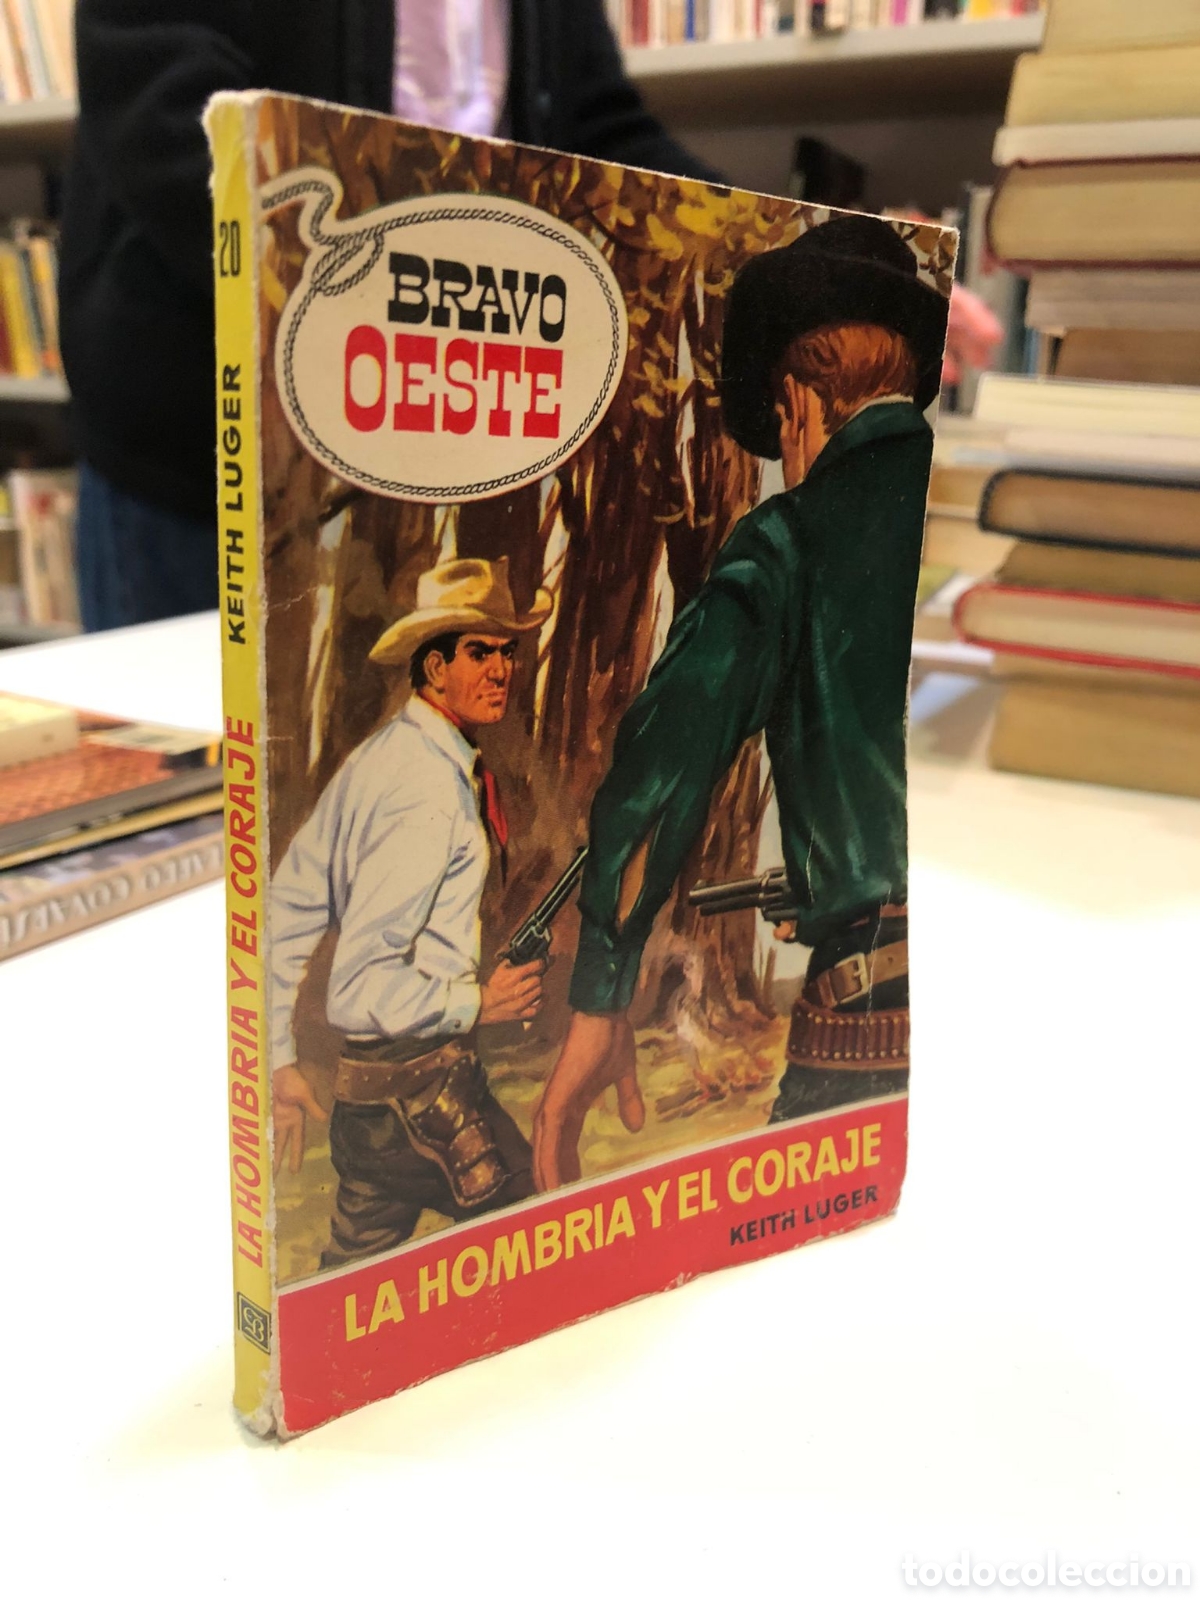 BRAVO
OESTE
LA HOMBRIA Y EL CORAJE
KEITH LUGER
LA HOMBRIA Y EL CORAJE KEITH LUGER 20
todocoleccion